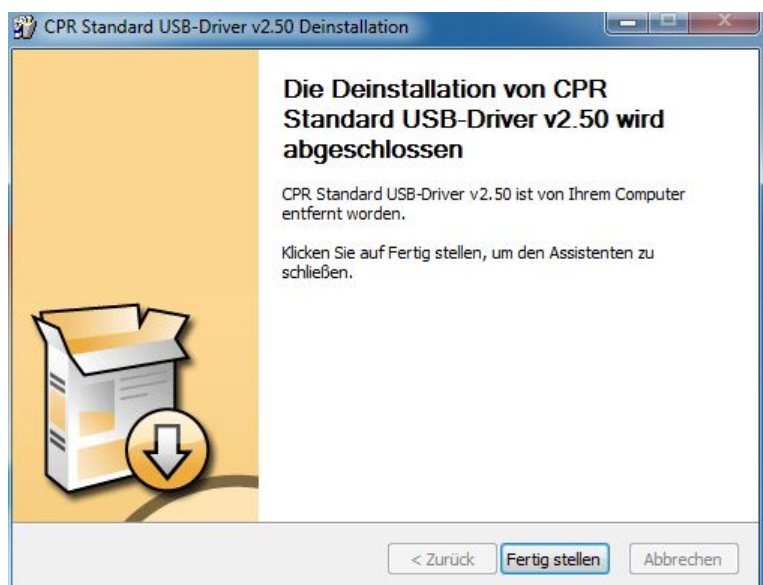 CPR Standard USB-Driver v2.50 Deinstallation
Die Deinstallation von CPR
Standard USB-Driver v2.50 wird
abgeschlossen
CPR Standard USB-Driver v2.50 ist von Ihrem Computer
entfernt worden.
Klicken Sie auf Fertig stellen, um den Assistenten zu
schließen.
< Zurück Fertig stellen Abbrechen